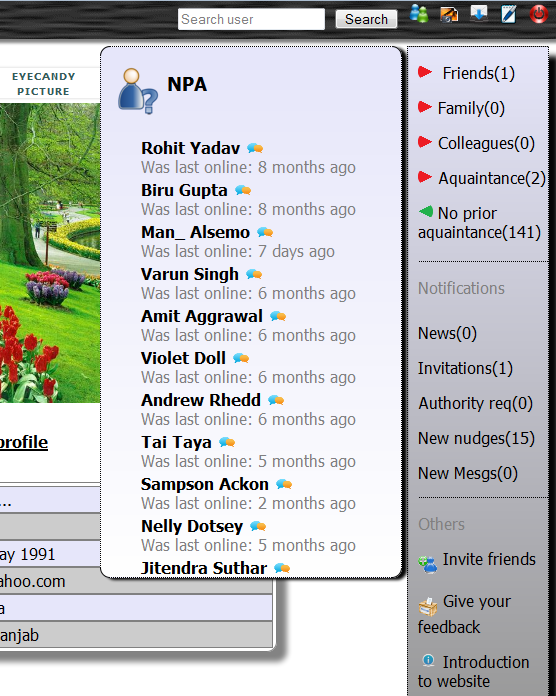 Search user
Search
EYECANDY
PICTURE
profile
...
ay 1991
ahoo.com
a
anjab
NPA
Rohit Yadav
Was last online: 8 months ago
Biru Gupta
Was last online: 8 months ago
Man_ Alsemo
Was last online: 7 days ago
Varun Singh
Was last online: 6 months ago
Amit Aggrawal
Was last online: 6 months ago
Violet Doll
Was last online: 6 months ago
Andrew Rhedd
Was last online: 6 months ago
Tai Taya
Was last online: 5 months ago
Sampson Ackon
Was last online: 2 months ago
Nelly Dotsey
Was last online: 5 months ago
Jitendra Suthar
Friends(1)
Family(0)
Colleagues(0)
Aquaintance(2)
No prior
aquaintance(141)
Notifications
News(0)
Invitations(1)
Authority req(0)
New nudges(15)
New Mesgs(0)
Others
Invite friends
Give your
feedback
Introduction
to website